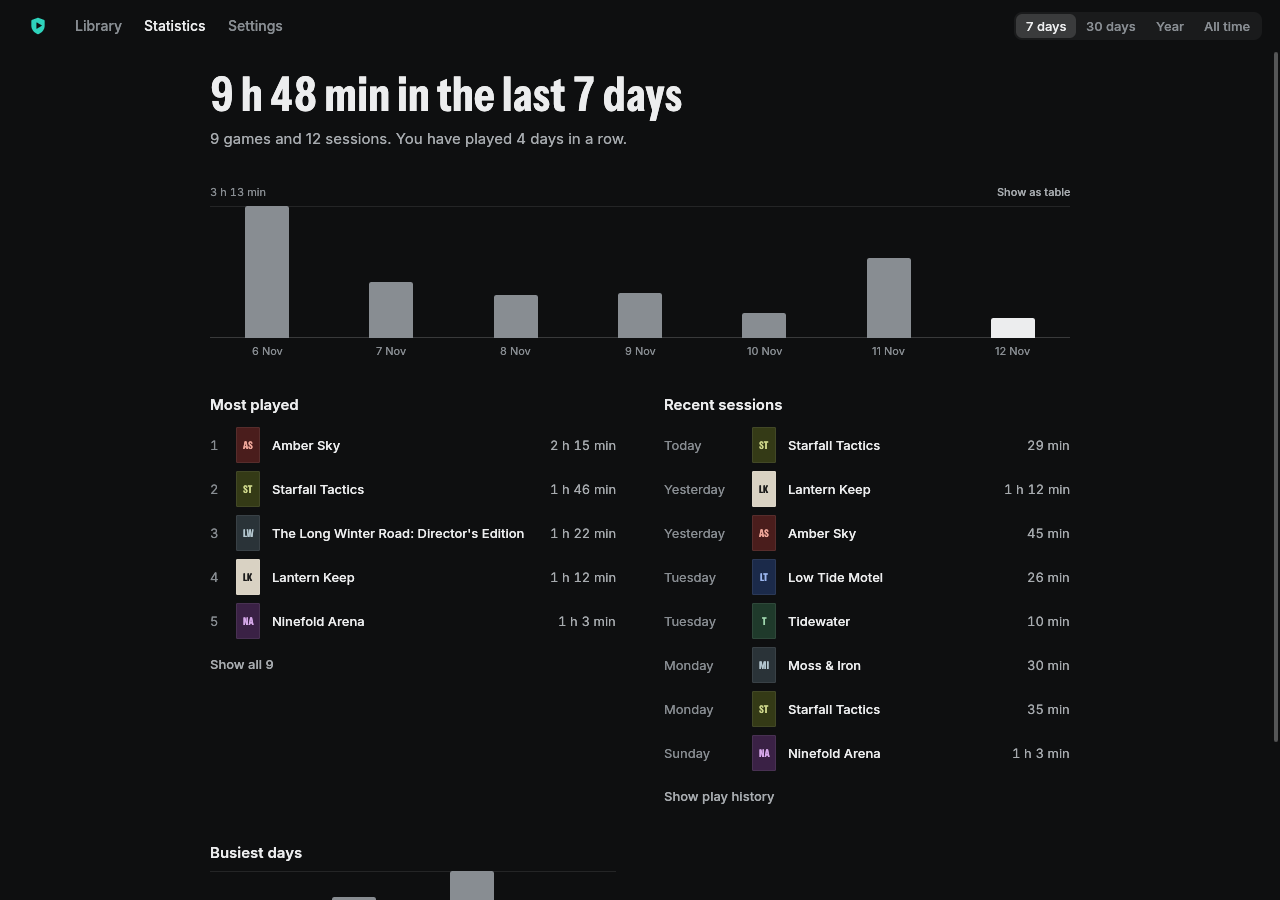 Library Statistics Settings 7 days 30 days Year All time
9 h 48 min in the last 7 days
9 games and 12 sessions. You have played 4 days in a row.
3 h 13 min Show as table
6 Nov 7 Nov 8 Nov 9 Nov 10 Nov 11 Nov 12 Nov
Most played
1 AS Amber Sky 2 h 15 min
2 ST Starfall Tactics 1 h 46 min
3 LW The Long Winter Road: Director's Edition 1 h 22 min
4 LK Lantern Keep 1 h 12 min
5 NA Ninefold Arena 1 h 3 min
Show all 9
Recent sessions
Today ST Starfall Tactics 29 min
Yesterday LK Lantern Keep 1 h 12 min
Yesterday AS Amber Sky 45 min
Tuesday LT Low Tide Motel 26 min
Tuesday T Tidewater 10 min
Monday MI Moss & Iron 30 min
Monday ST Starfall Tactics 35 min
Sunday NA Ninefold Arena 1 h 3 min
Show play history
Busiest days